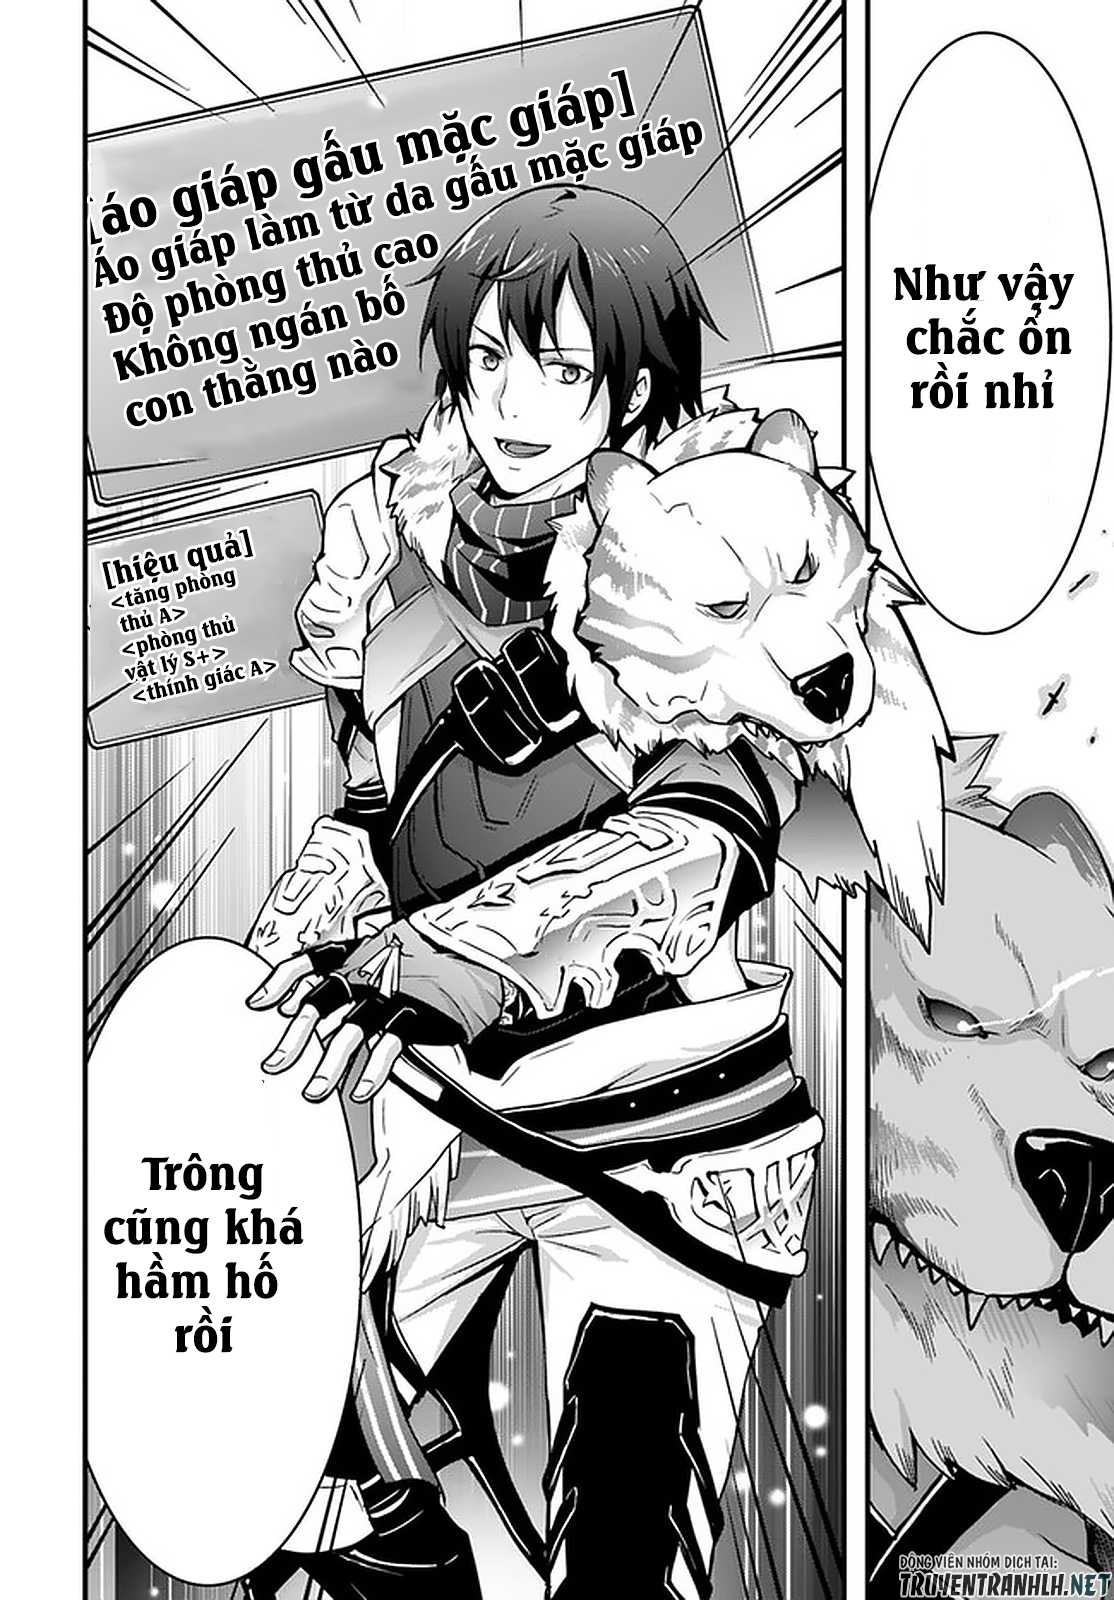 Như vậy
chắc ổn
rồi nhỉ
[áo giáp gấu mặc giáp]
Áo giáp làm từ da gấu mặc giáp
Độ phòng thủ cao
Không ngán bố
con thằng nào
[hiệu quả]
<tăng phòng
thủ A>
<phòng thủ
vật lý S+>
<thính giác A>
Trông
cũng khá
hầm hố
rồi
ĐỘNG VIÊN NHÓM DỊCH TẠI:
TRUYENTRANHLH.NET